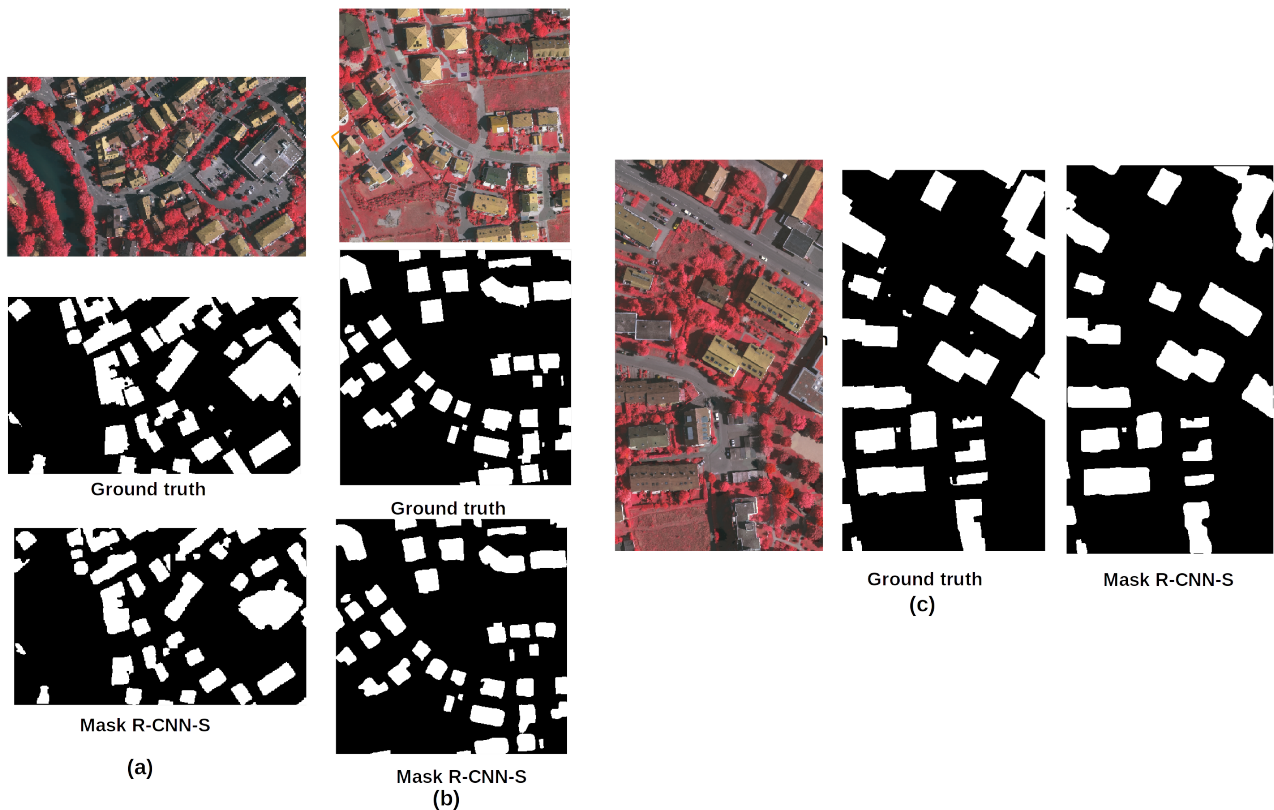 Ground truth
Mask R-CNN-S
(a)
Ground truth
Mask R-CNN-S
(b)
n
Ground truth
Mask R-CNN-S
(c)